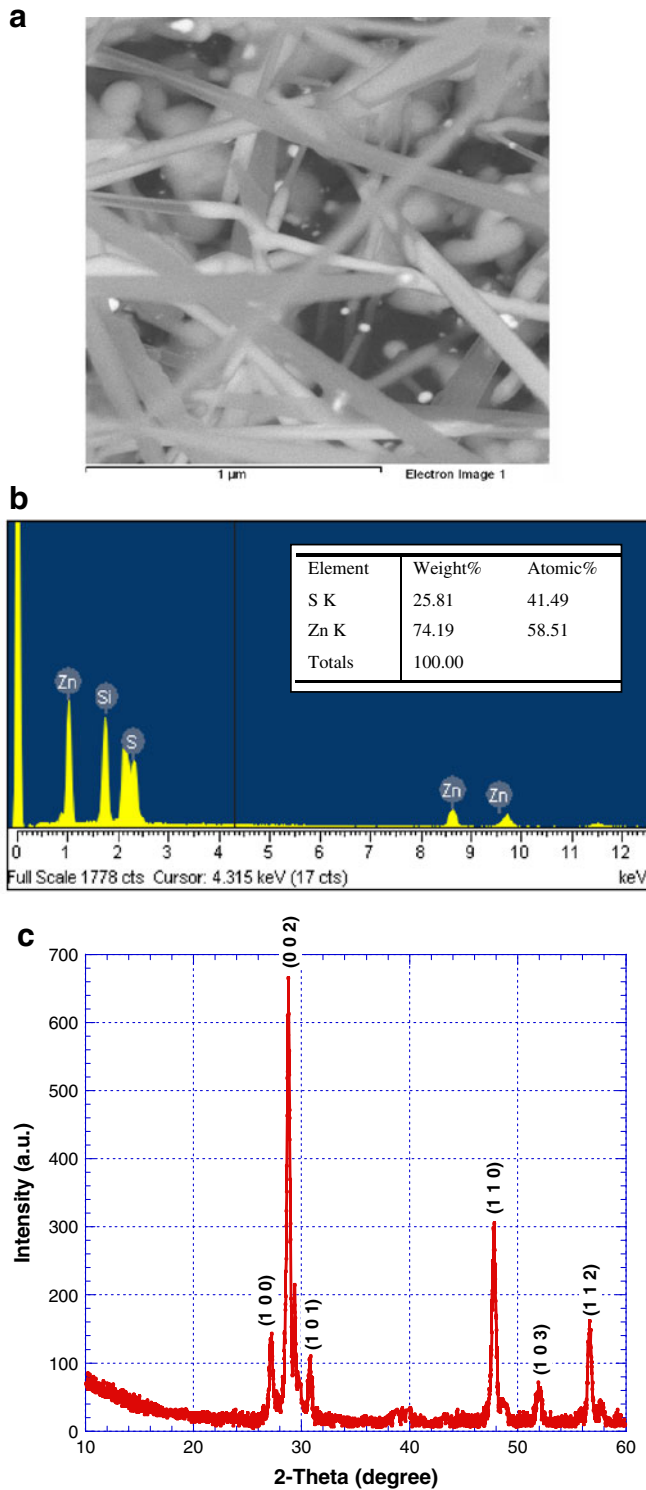 a
1 µm Electron Image 1
b
Element Weight% Atomic%
S K 25.81 41.49
Zn K 74.19 58.51
Totals 100.00
Zn Si S Zn Zn
0 1 2 3 4 5 6 7 8 9 10 11 12
Full Scale 1778 cts Cursor: 4.315 keV (17 cts) keV
c
700
600
500
400
300
200
100
0
Intensity (a.u.)
(1 0 0)
(0 0 2)
(1 0 1)
(1 1 0)
(1 0 3)
(1 1 2)
10 20 30 40 50 60
2-Theta (degree)